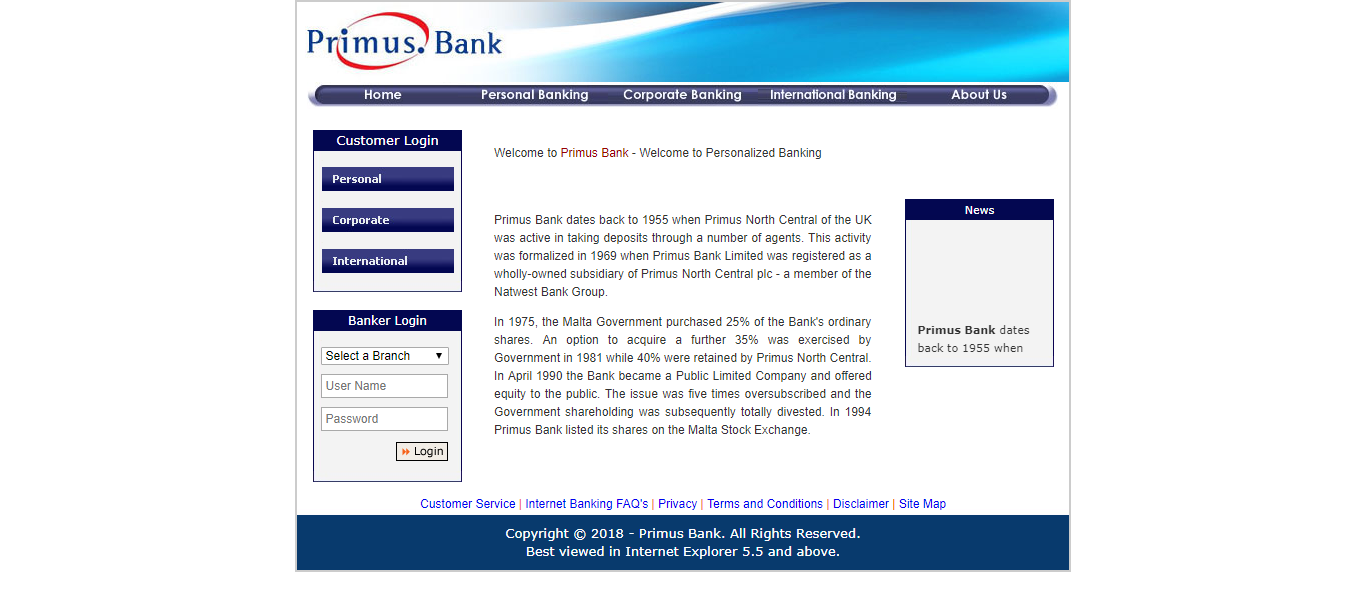 Primus. Bank
Home Personal Banking Corporate Banking International Banking About Us
Customer Login
Personal
Corporate
International
Banker Login
Select a Branch
User Name
Password
Login
Welcome to Primus Bank - Welcome to Personalized Banking
Primus Bank dates back to 1955 when Primus North Central of the UK
was active in taking deposits through a number of agents. This activity
was formalized in 1969 when Primus Bank Limited was registered as a
wholly-owned subsidiary of Primus North Central plc - a member of the
Natwest Bank Group.
In 1975, the Malta Government purchased 25% of the Bank's ordinary
shares. An option to acquire a further 35% was exercised by
Government in 1981 while 40% were retained by Primus North Central.
In April 1990 the Bank became a Public Limited Company and offered
equity to the public. The issue was five times oversubscribed and the
Government shareholding was subsequently totally divested. In 1994
Primus Bank listed its shares on the Malta Stock Exchange.
News
Primus Bank dates
back to 1955 when
Customer Service | Internet Banking FAQ's | Privacy | Terms and Conditions | Disclaimer | Site Map
Copyright © 2018 - Primus Bank. All Rights Reserved.
Best viewed in Internet Explorer 5.5 and above.